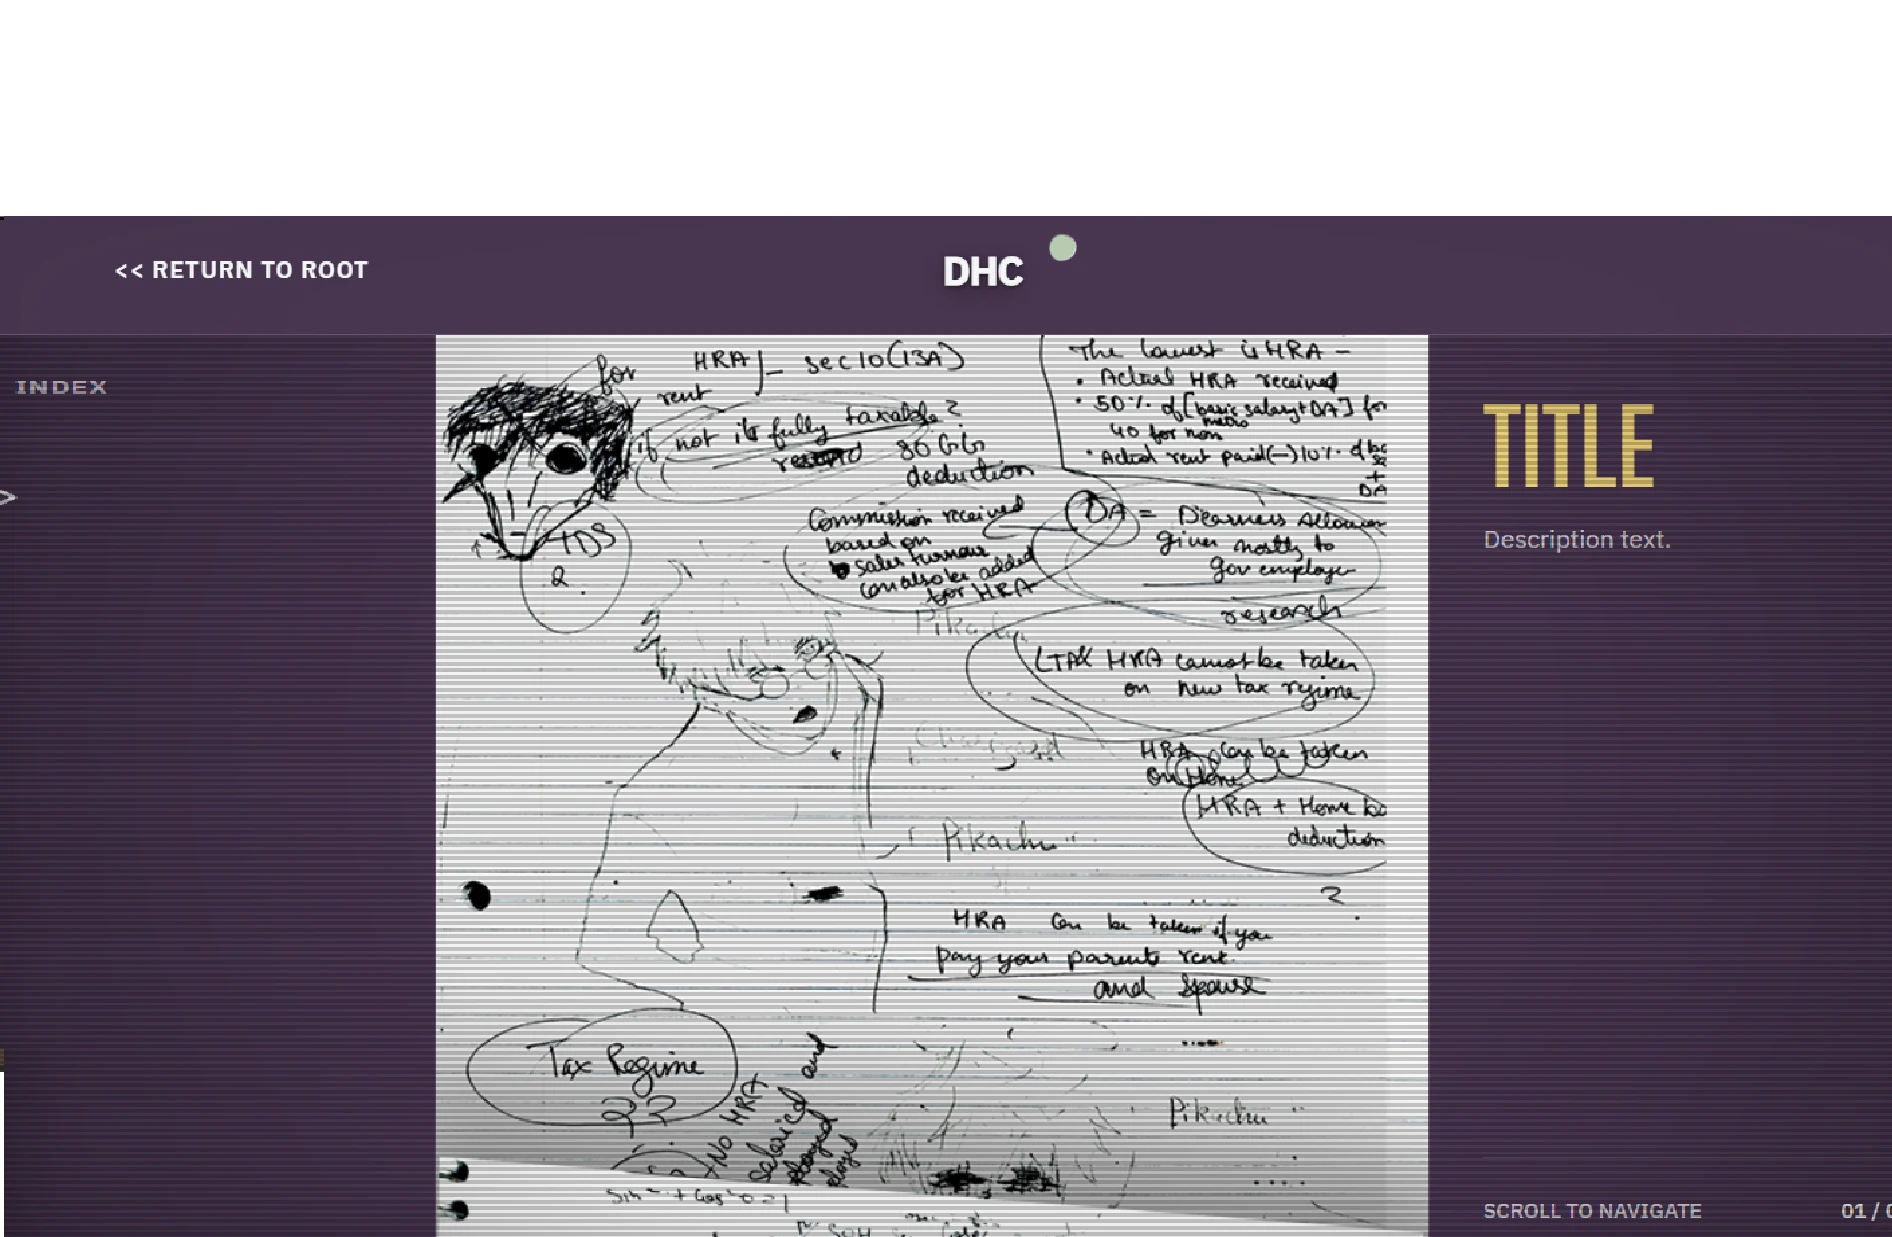 << RETURN TO ROOT
DHC
INDEX
>
TITLE
Description text.
SCROLL TO NAVIGATE
01 / 0
for
rent
HRA] - sec 10 (13A)
if not it's fully taxable?
80 GG
deduction
The lowest is HRA -
• Actual HRA received
• 50% of [basic salary + DA] for
metro
40 for non
• Actual rent paid (-) 10% of
+
DA
TDS
?
Commission received
based on
sales turnover
can also be added
for HRA
DA = Dearness Allowan
given mostly to
gov employee
research
Pikachu
LTA & HRA cannot be taken
on new tax regime
Charizard
HRA can be taken
on Home
HRA + Home
deduction
?
Pikachu
HRA can be taken if you
pay your parents rent
and spouse
Tax Regime
??
No HRA
salaried and
Pikachu